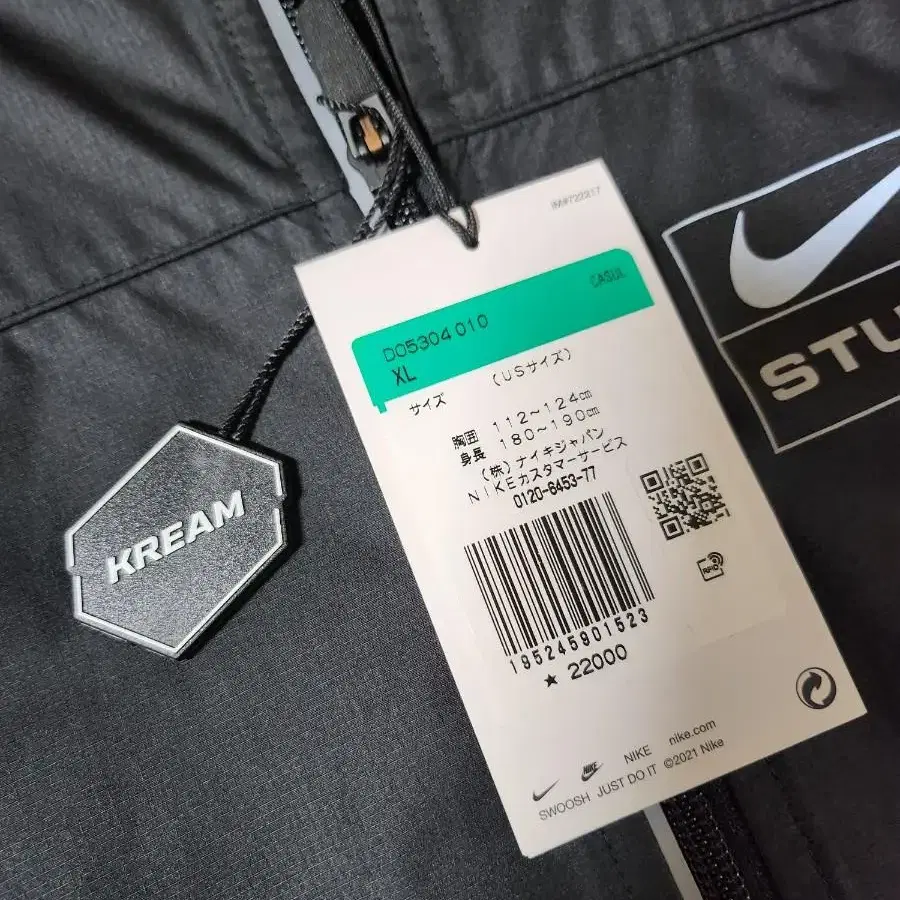 IM#722217
CASUL
DO5304 010
XL
サイズ
(USサイズ)
胸囲 112~124cm
身長 180~190cm
(株)ナイキジャパン
NIKEカスタマーサービス
0120-6453-77
RFID
195245901523
★ 22000
NIKE nike.com
SWOOSH JUST DO IT ©2021 Nike
KREAM
STU